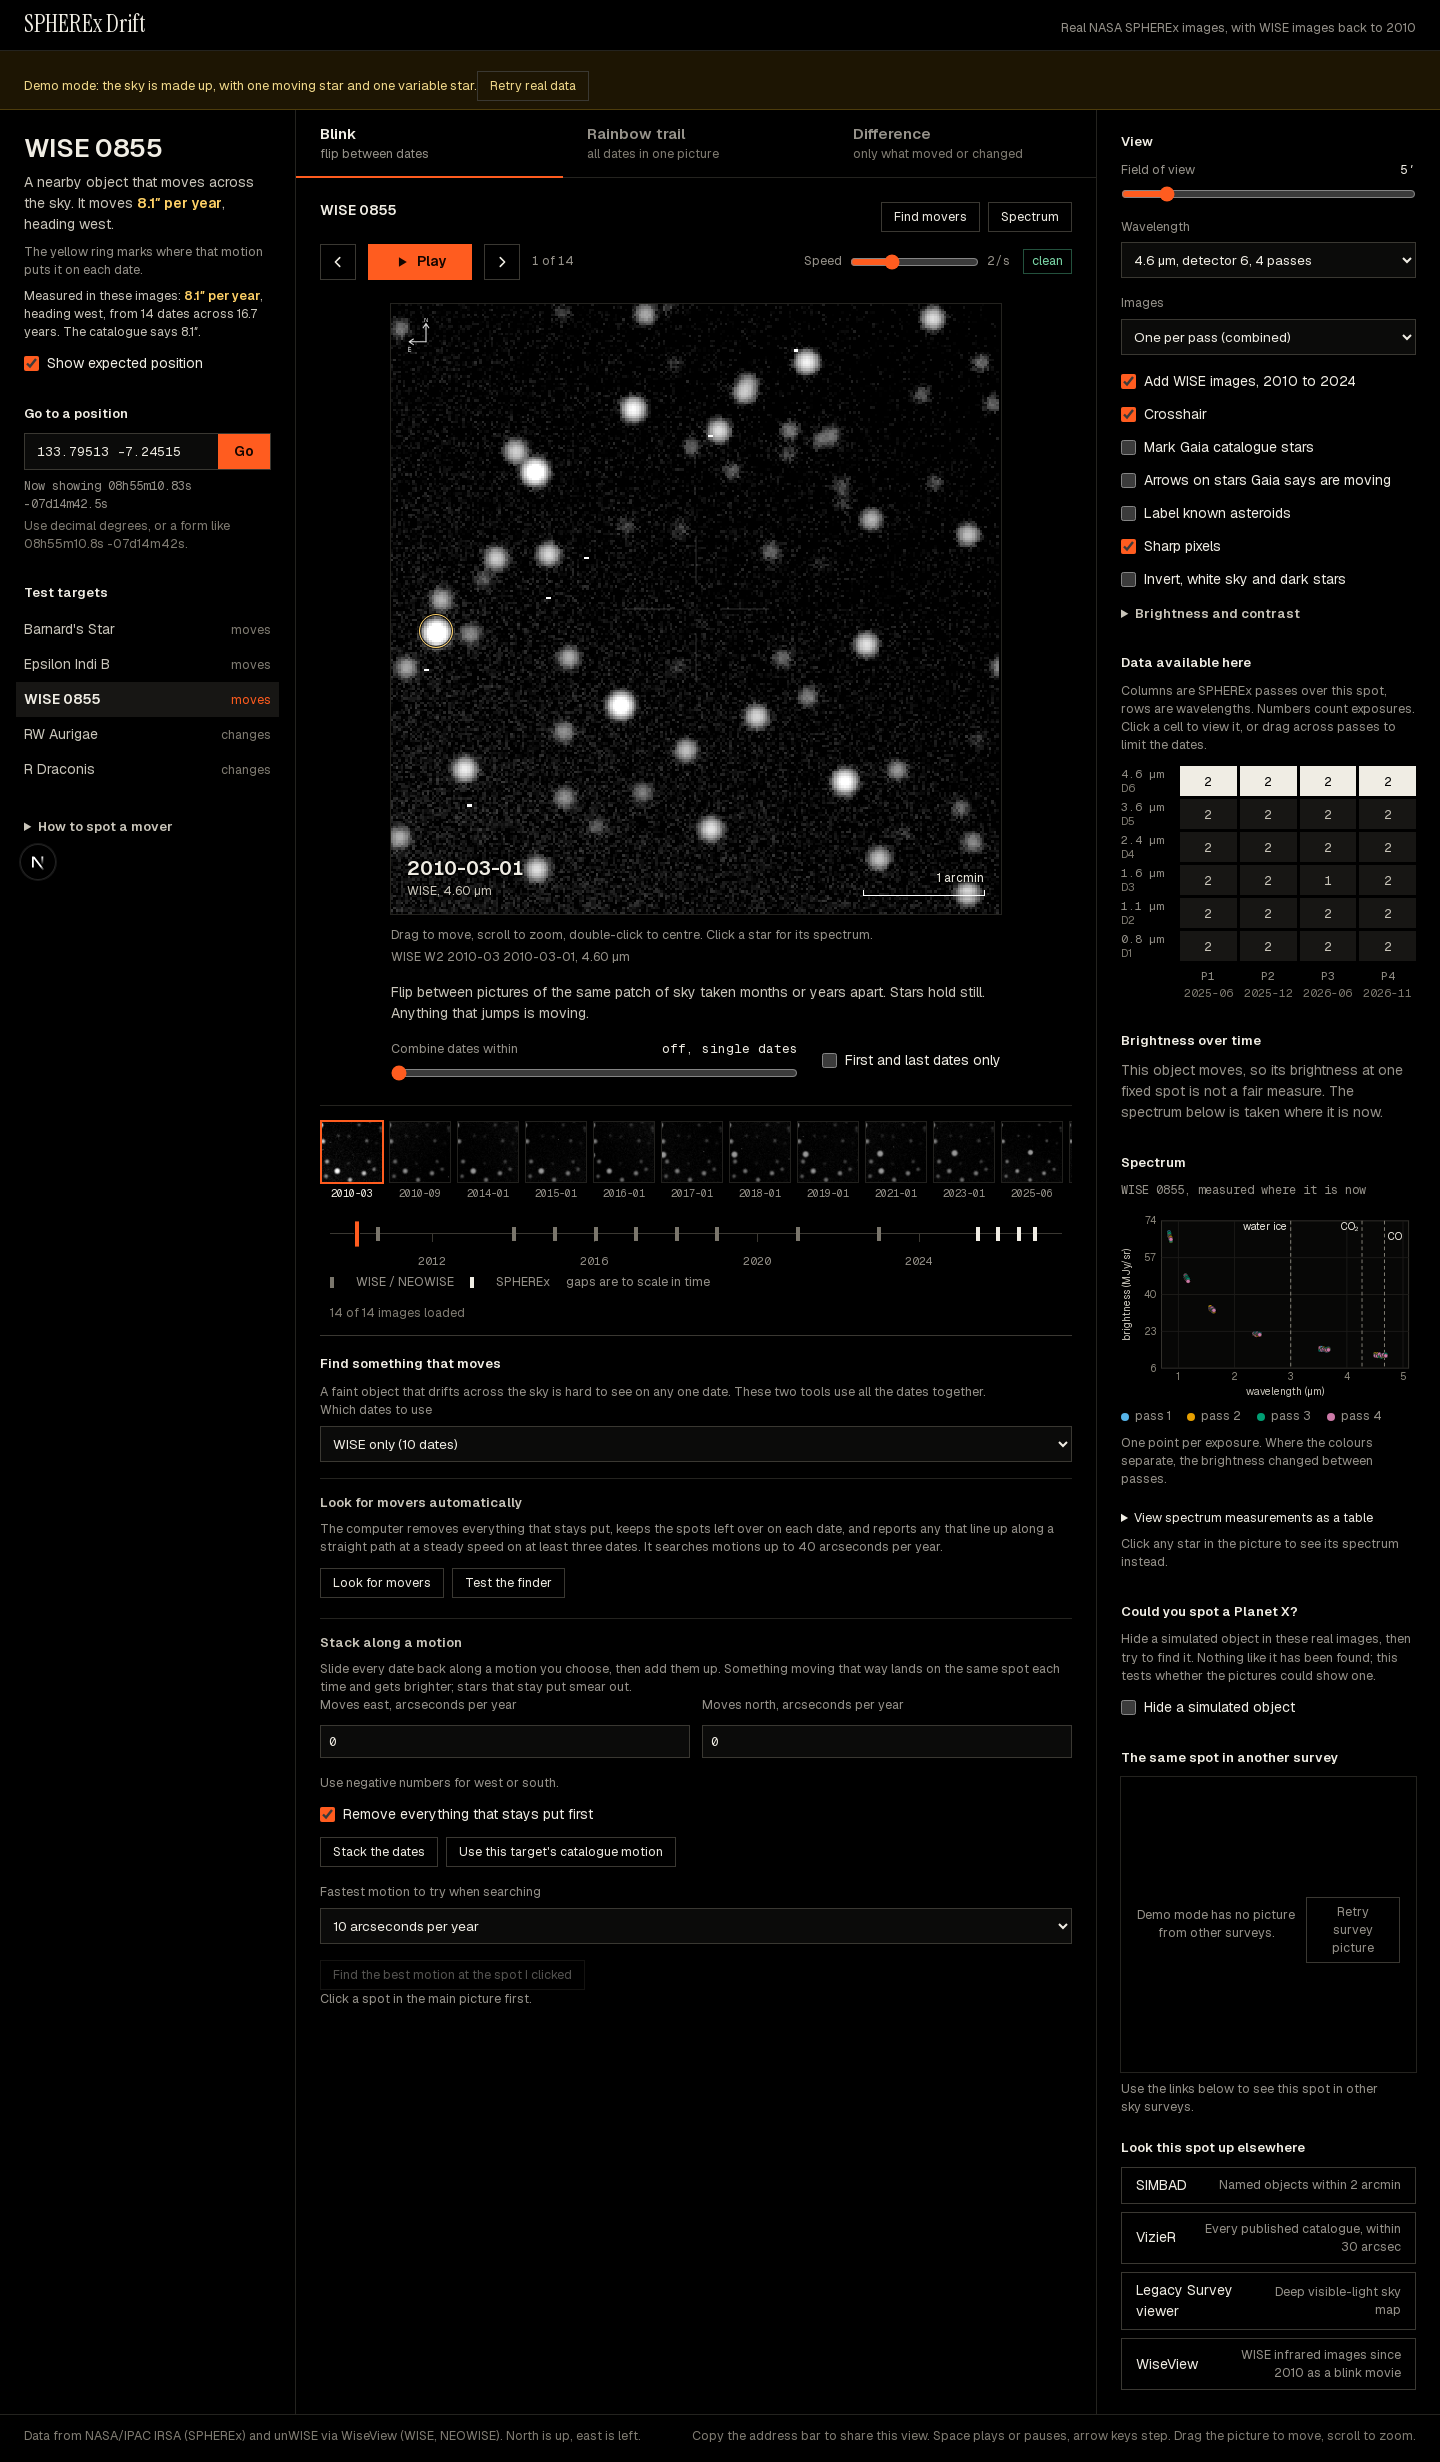 SPHEREx Drift
Real NASA SPHEREx images, with WISE images back to 2010
Demo mode: the sky is made up, with one moving star and one variable star.
Retry real data
WISE 0855
A nearby object that moves across
the sky. It moves 8.1″ per year,
heading west.
The yellow ring marks where that motion
puts it on each date.
Measured in these images: 8.1″ per year,
heading west, from 14 dates across 16.7
years. The catalogue says 8.1″.
Show expected position
Go to a position
133.79513 -7.24515
Go
Now showing 08h55m10.83s
-07d14m42.5s
Use decimal degrees, or a form like
08h55m10.8s -07d14m42s.
Test targets
Barnard's Star moves
Epsilon Indi B moves
WISE 0855 moves
RW Aurigae changes
R Draconis changes
How to spot a mover
N
Blink
flip between dates
Rainbow trail
all dates in one picture
Difference
only what moved or changed
WISE 0855
Find movers
Spectrum
Play
1 of 14
Speed
2/s
clean
N
E
2010-03-01
WISE, 4.60 µm
1 arcmin
Drag to move, scroll to zoom, double-click to centre. Click a star for its spectrum.
WISE W2 2010-03 2010-03-01, 4.60 µm
Flip between pictures of the same patch of sky taken months or years apart. Stars hold still.
Anything that jumps is moving.
Combine dates within
off, single dates
First and last dates only
2010-03 2010-09 2014-01 2015-01 2016-01 2017-01 2018-01 2019-01 2021-01 2023-01 2025-06
2012 2016 2020 2024
WISE / NEOWISE SPHEREx gaps are to scale in time
14 of 14 images loaded
Find something that moves
A faint object that drifts across the sky is hard to see on any one date. These two tools use all the dates together.
Which dates to use
WISE only (10 dates)
Look for movers automatically
The computer removes everything that stays put, keeps the spots left over on each date, and reports any that line up along a
straight path at a steady speed on at least three dates. It searches motions up to 40 arcseconds per year.
Look for movers
Test the finder
Stack along a motion
Slide every date back along a motion you choose, then add them up. Something moving that way lands on the same spot each
time and gets brighter; stars that stay put smear out.
Moves east, arcseconds per year
Moves north, arcseconds per year
0
0
Use negative numbers for west or south.
Remove everything that stays put first
Stack the dates
Use this target's catalogue motion
Fastest motion to try when searching
10 arcseconds per year
Find the best motion at the spot I clicked
Click a spot in the main picture first.
View
Field of view 5′
Wavelength
4.6 µm, detector 6, 4 passes
Images
One per pass (combined)
Add WISE images, 2010 to 2024
Crosshair
Mark Gaia catalogue stars
Arrows on stars Gaia says are moving
Label known asteroids
Sharp pixels
Invert, white sky and dark stars
Brightness and contrast
Data available here
Columns are SPHEREx passes over this spot,
rows are wavelengths. Numbers count exposures.
Click a cell to view it, or drag across passes to
limit the dates.
4.6 µm D6 2 2 2 2
3.6 µm D5 2 2 2 2
2.4 µm D4 2 2 2 2
1.6 µm D3 2 2 1 2
1.1 µm D2 2 2 2 2
0.8 µm D1 2 2 2 2
P1 P2 P3 P4
2025-06 2025-12 2026-06 2026-11
Brightness over time
This object moves, so its brightness at one
fixed spot is not a fair measure. The
spectrum below is taken where it is now.
Spectrum
WISE 0855, measured where it is now
74
57
40
23
6
brightness (MJy/sr)
water ice
CO₂
CO
1 2 3 4 5
wavelength (µm)
pass 1 pass 2 pass 3 pass 4
One point per exposure. Where the colours
separate, the brightness changed between
passes.
View spectrum measurements as a table
Click any star in the picture to see its spectrum
instead.
Could you spot a Planet X?
Hide a simulated object in these real images, then
try to find it. Nothing like it has been found; this
tests whether the pictures could show one.
Hide a simulated object
The same spot in another survey
Demo mode has no picture
from other surveys.
Retry
survey
picture
Use the links below to see this spot in other
sky surveys.
Look this spot up elsewhere
SIMBAD
Named objects within 2 arcmin
VizieR
Every published catalogue, within
30 arcsec
Legacy Survey
viewer
Deep visible-light sky
map
WiseView
WISE infrared images since
2010 as a blink movie
Data from NASA/IPAC IRSA (SPHEREx) and unWISE via WiseView (WISE, NEOWISE). North is up, east is left.
Copy the address bar to share this view. Space plays or pauses, arrow keys step. Drag the picture to move, scroll to zoom.